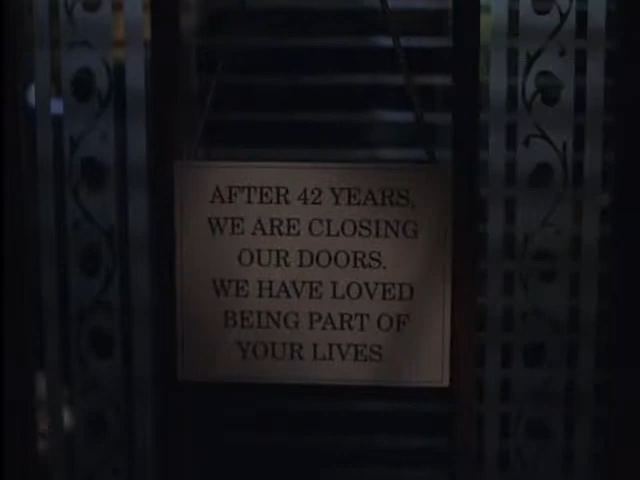 AFTER 42 YEARS,
WE ARE CLOSING
OUR DOORS.
WE HAVE LOVED
BEING PART OF
YOUR LIVES